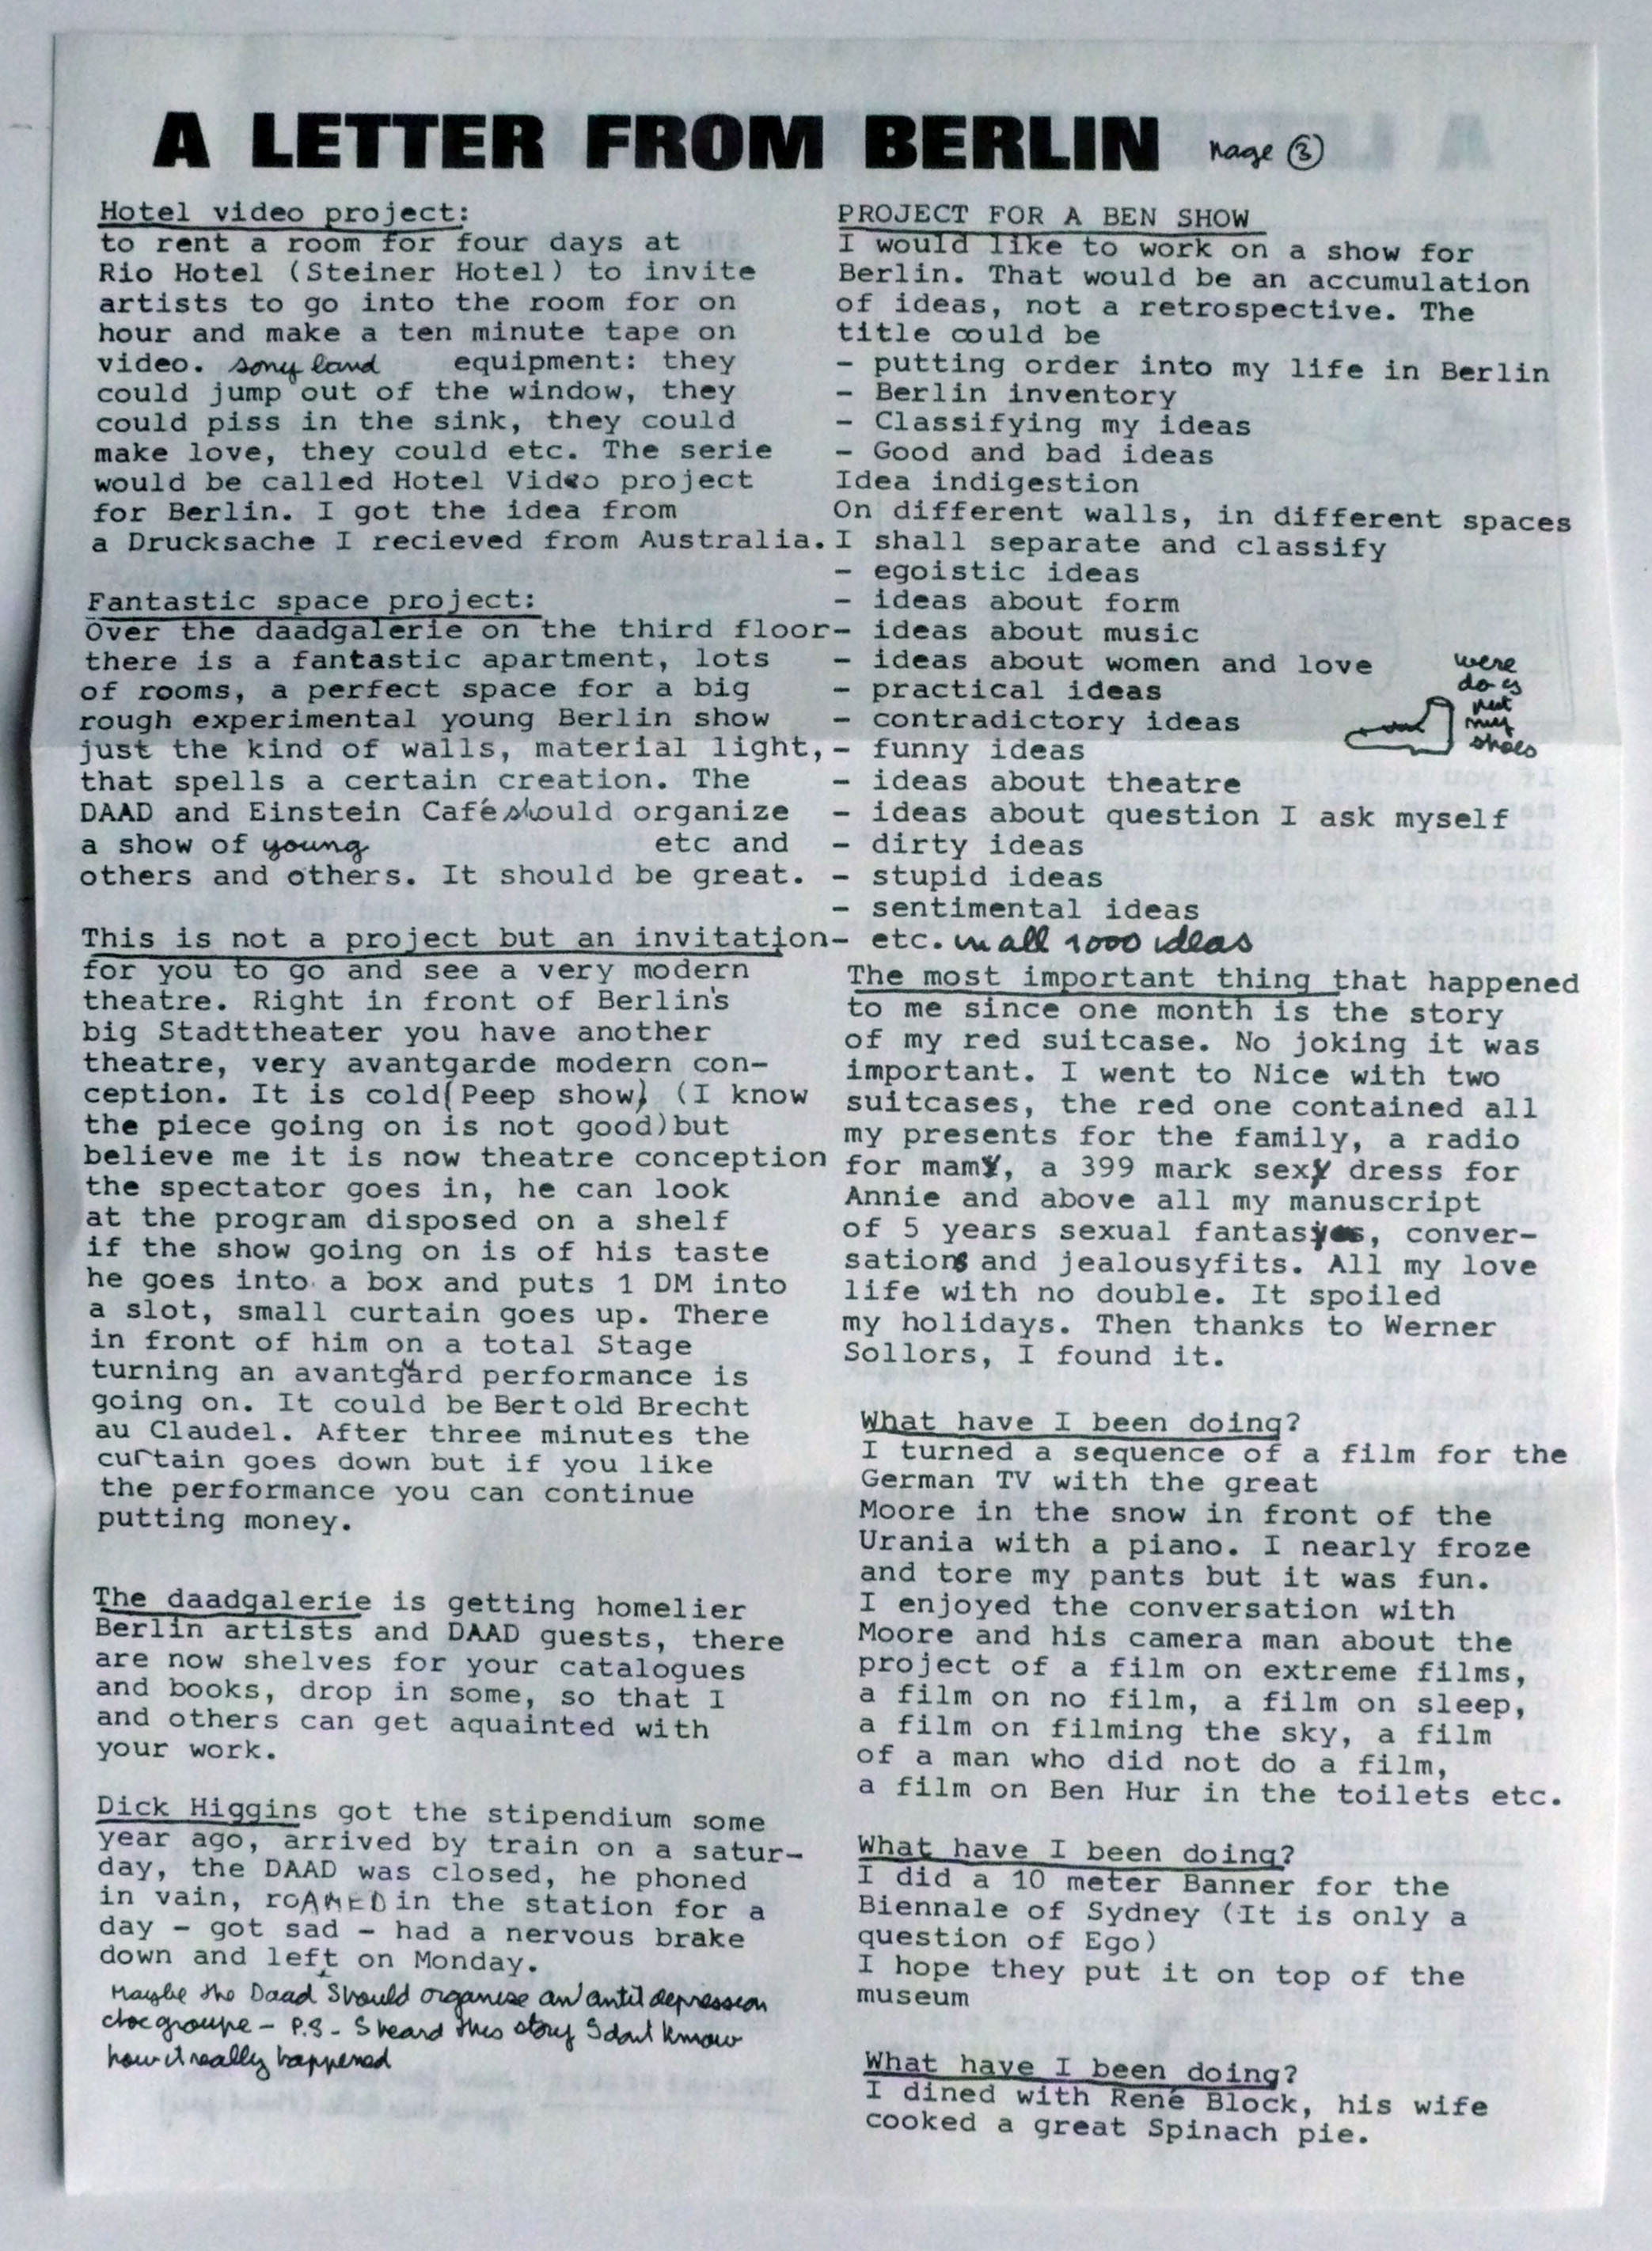 A LETTER FROM BERLIN page 3
Hotel video project:
to rent a room for four days at
Rio Hotel (Steiner Hotel) to invite
artists to go into the room for on
hour and make a ten minute tape on
video. sony land equipment: they
could jump out of the window, they
could piss in the sink, they could
make love, they could etc. The serie
would be called Hotel Video project
for Berlin. I got the idea from
a Drucksache I recieved from Australia.
Fantastic space project:
Over the daadgalerie on the third floor
there is a fantastic apartment, lots
of rooms, a perfect space for a big
rough experimental young Berlin show
just the kind of walls, material light,
that spells a certain creation. The
DAAD and Einstein Café should organize
a show of young etc and
others and others. It should be great.
This is not a project but an invitation
for you to go and see a very modern
theatre. Right in front of Berlin's
big Stadttheater you have another
theatre, very avantgarde modern con-
ception. It is cold(Peep show) (I know
the piece going on is not good)but
believe me it is now theatre conception
the spectator goes in, he can look
at the program disposed on a shelf
if the show going on is of his taste
he goes into a box and puts 1 DM into
a slot, small curtain goes up. There
in front of him on a total Stage
turning an avantgard performance is
going on. It could be Bertold Brecht
au Claudel. After three minutes the
curtain goes down but if you like
the performance you can continue
putting money.
The daadgalerie is getting homelier
Berlin artists and DAAD guests, there
are now shelves for your catalogues
and books, drop in some, so that I
and others can get aquainted with
your work.
Dick Higgins got the stipendium some
year ago, arrived by train on a satur-
day, the DAAD was closed, he phoned
in vain, roAMED in the station for a
day - got sad - had a nervous brake
down and left on Monday.
Maybe the Daad Should organise an anti depression
choc groupe - P.S - I heard this story I dont know
how it really happened
PROJECT FOR A BEN SHOW
I would like to work on a show for
Berlin. That would be an accumulation
of ideas, not a retrospective. The
title could be
- putting order into my life in Berlin
- Berlin inventory
- Classifying my ideas
- Good and bad ideas
Idea indigestion
On different walls, in different spaces
I shall separate and classify
- egoistic ideas
- ideas about form
- ideas about music
- ideas about women and love
- practical ideas
- contradictory ideas
- funny ideas
- ideas about theatre
- ideas about question I ask myself
- dirty ideas
- stupid ideas
- sentimental ideas
- etc. in all 1000 ideas
were
do es
put
my
shoes
The most important thing that happened
to me since one month is the story
of my red suitcase. No joking it was
important. I went to Nice with two
suitcases, the red one contained all
my presents for the family, a radio
for mamy, a 399 mark sexy dress for
Annie and above all my manuscript
of 5 years sexual fantasyes, conver-
sations and jealousyfits. All my love
life with no double. It spoiled
my holidays. Then thanks to Werner
Sollors, I found it.
What have I been doing?
I turned a sequence of a film for the
German TV with the great
Moore in the snow in front of the
Urania with a piano. I nearly froze
and tore my pants but it was fun.
I enjoyed the conversation with
Moore and his camera man about the
project of a film on extreme films,
a film on no film, a film on sleep,
a film on filming the sky, a film
of a man who did not do a film,
a film on Ben Hur in the toilets etc.
What have I been doing?
I did a 10 meter Banner for the
Biennale of Sydney (It is only a
question of Ego)
I hope they put it on top of the
museum
What have I been doing?
I dined with René Block, his wife
cooked a great Spinach pie.